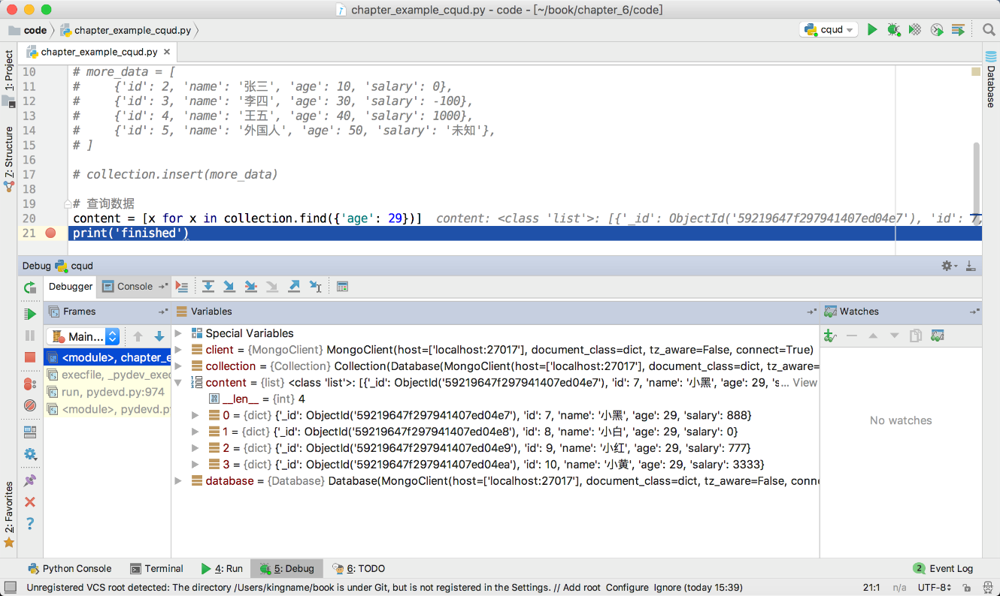 chapter_example_cqud.py - code - [~/book/chapter_6/code]
code
chapter_example_cqud.py
cqud
chapter_example_cqud.py
1: Project
Z: Structure
2: Favorites
Database
10 # more_data = [
11 # {'id': 2, 'name': '张三', 'age': 10, 'salary': 0},
12 # {'id': 3, 'name': '李四', 'age': 30, 'salary': -100},
13 # {'id': 4, 'name': '王五', 'age': 40, 'salary': 1000},
14 # {'id': 5, 'name': '外国人', 'age': 50, 'salary': '未知'},
15 # ]
16
17 # collection.insert(more_data)
18
19 # 查询数据
20 content = [x for x in collection.find({'age': 29})] content: <class 'list'>: [{'_id': ObjectId('59219647f297941407ed04e7'), 'id': 7,
21 print('finished')
Debug cqud
Debugger
Console
Frames
Variables
Watches
Main...
<module>, chapter_e
execfile, _pydev_exec
run, pydevd.py:974
<module>, pydevd.py
Special Variables
client = {MongoClient} MongoClient(host=['localhost:27017'], document_class=dict, tz_aware=False, connect=True)
collection = {Collection} Collection(Database(MongoClient(host=['localhost:27017'], document_class=dict, tz_aware=
content = {list} <class 'list'>: [{'_id': ObjectId('59219647f297941407ed04e7'), 'id': 7, 'name': '小黑', 'age': 29, 's... View
__len__ = {int} 4
0 = {dict} {'_id': ObjectId('59219647f297941407ed04e7'), 'id': 7, 'name': '小黑', 'age': 29, 'salary': 888}
1 = {dict} {'_id': ObjectId('59219647f297941407ed04e8'), 'id': 8, 'name': '小白', 'age': 29, 'salary': 0}
2 = {dict} {'_id': ObjectId('59219647f297941407ed04e9'), 'id': 9, 'name': '小红', 'age': 29, 'salary': 777}
3 = {dict} {'_id': ObjectId('59219647f297941407ed04ea'), 'id': 10, 'name': '小黄', 'age': 29, 'salary': 3333}
database = {Database} Database(MongoClient(host=['localhost:27017'], document_class=dict, tz_aware=False, conne
No watches
Python Console
Terminal
4: Run
5: Debug
6: TODO
2 Event Log
Unregistered VCS root detected: The directory /Users/kingname/book is under Git, but is not registered in the Settings. // Add root Configure Ignore (today 15:39)
21:1
n/a
UTF-8